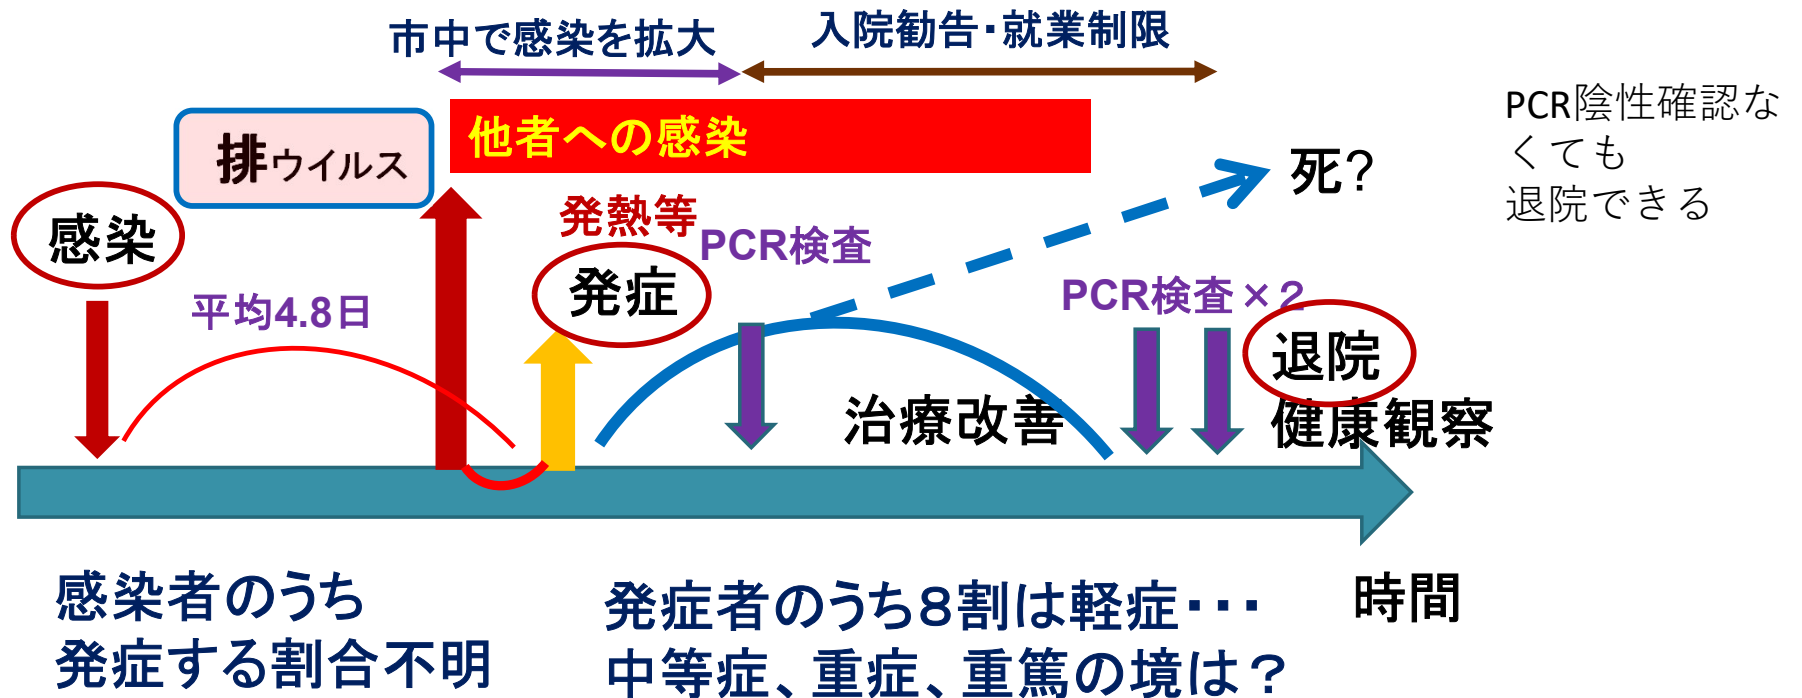 市中で感染を拡大
入院勧告・就業制限
PCR陰性確認な
くても
退院できる
排ウイルス
他者への感染
死?
感染
発熱等
PCR検査
発症
平均4.8日
PCR検査×２
退院
治療改善
健康観察
時間
感染者のうち
発症する割合不明
発症者のうち８割は軽症・・・
中等症、重症、重篤の境は？